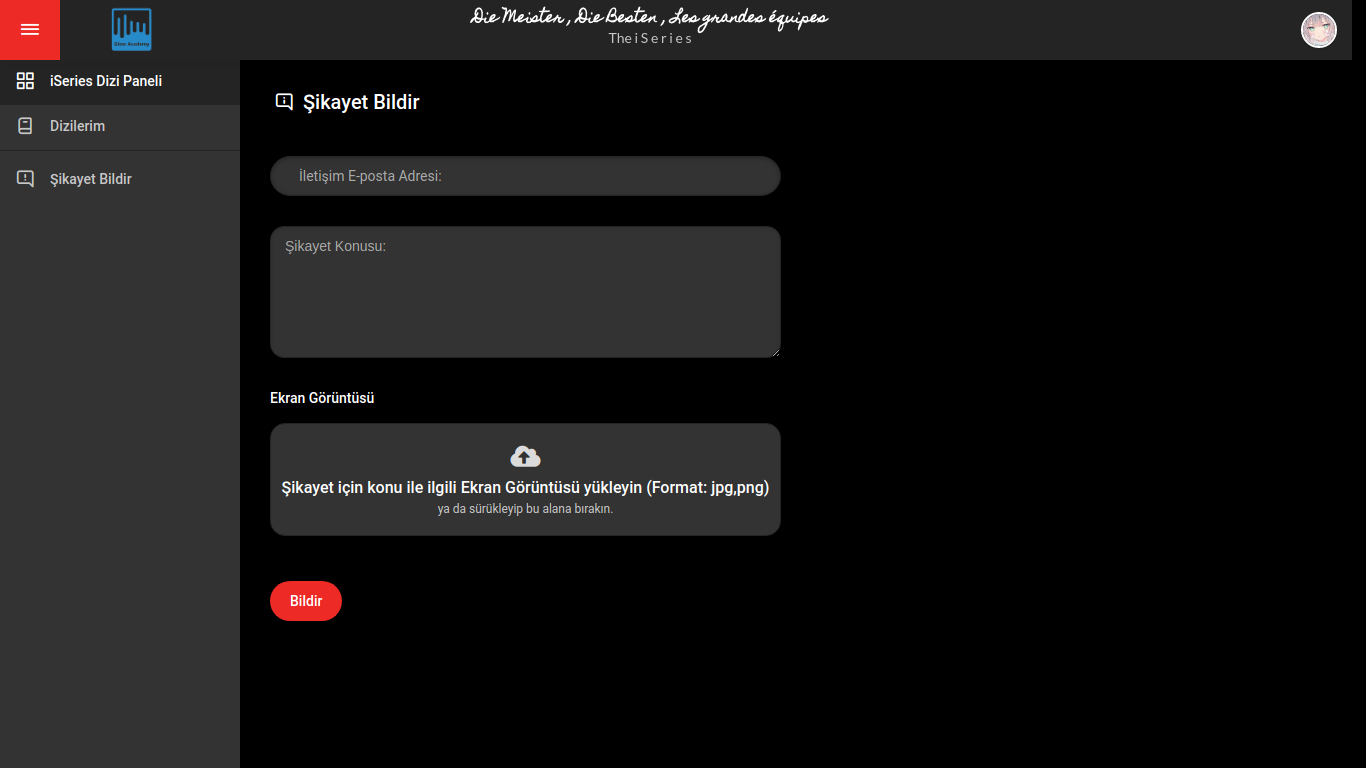 Die Meister , Die Besten , Les grandes équipes
The iSeries
iSeries Dizi Paneli
Dizilerim
Şikayet Bildir
Şikayet Bildir
İletişim E-posta Adresi:
Şikayet Konusu:
Ekran Görüntüsü
Şikayet için konu ile ilgili Ekran Görüntüsü yükleyin (Format: jpg,png)
ya da sürükleyip bu alana bırakın.
Bildir